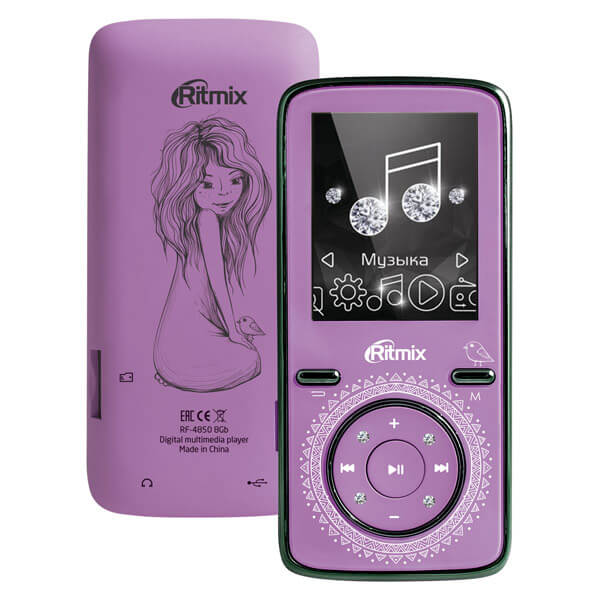 Ritmix
EAC CE
RF-4850 8Gb
Digital multimedia player
Made in China
Музыка
Ritmix
M